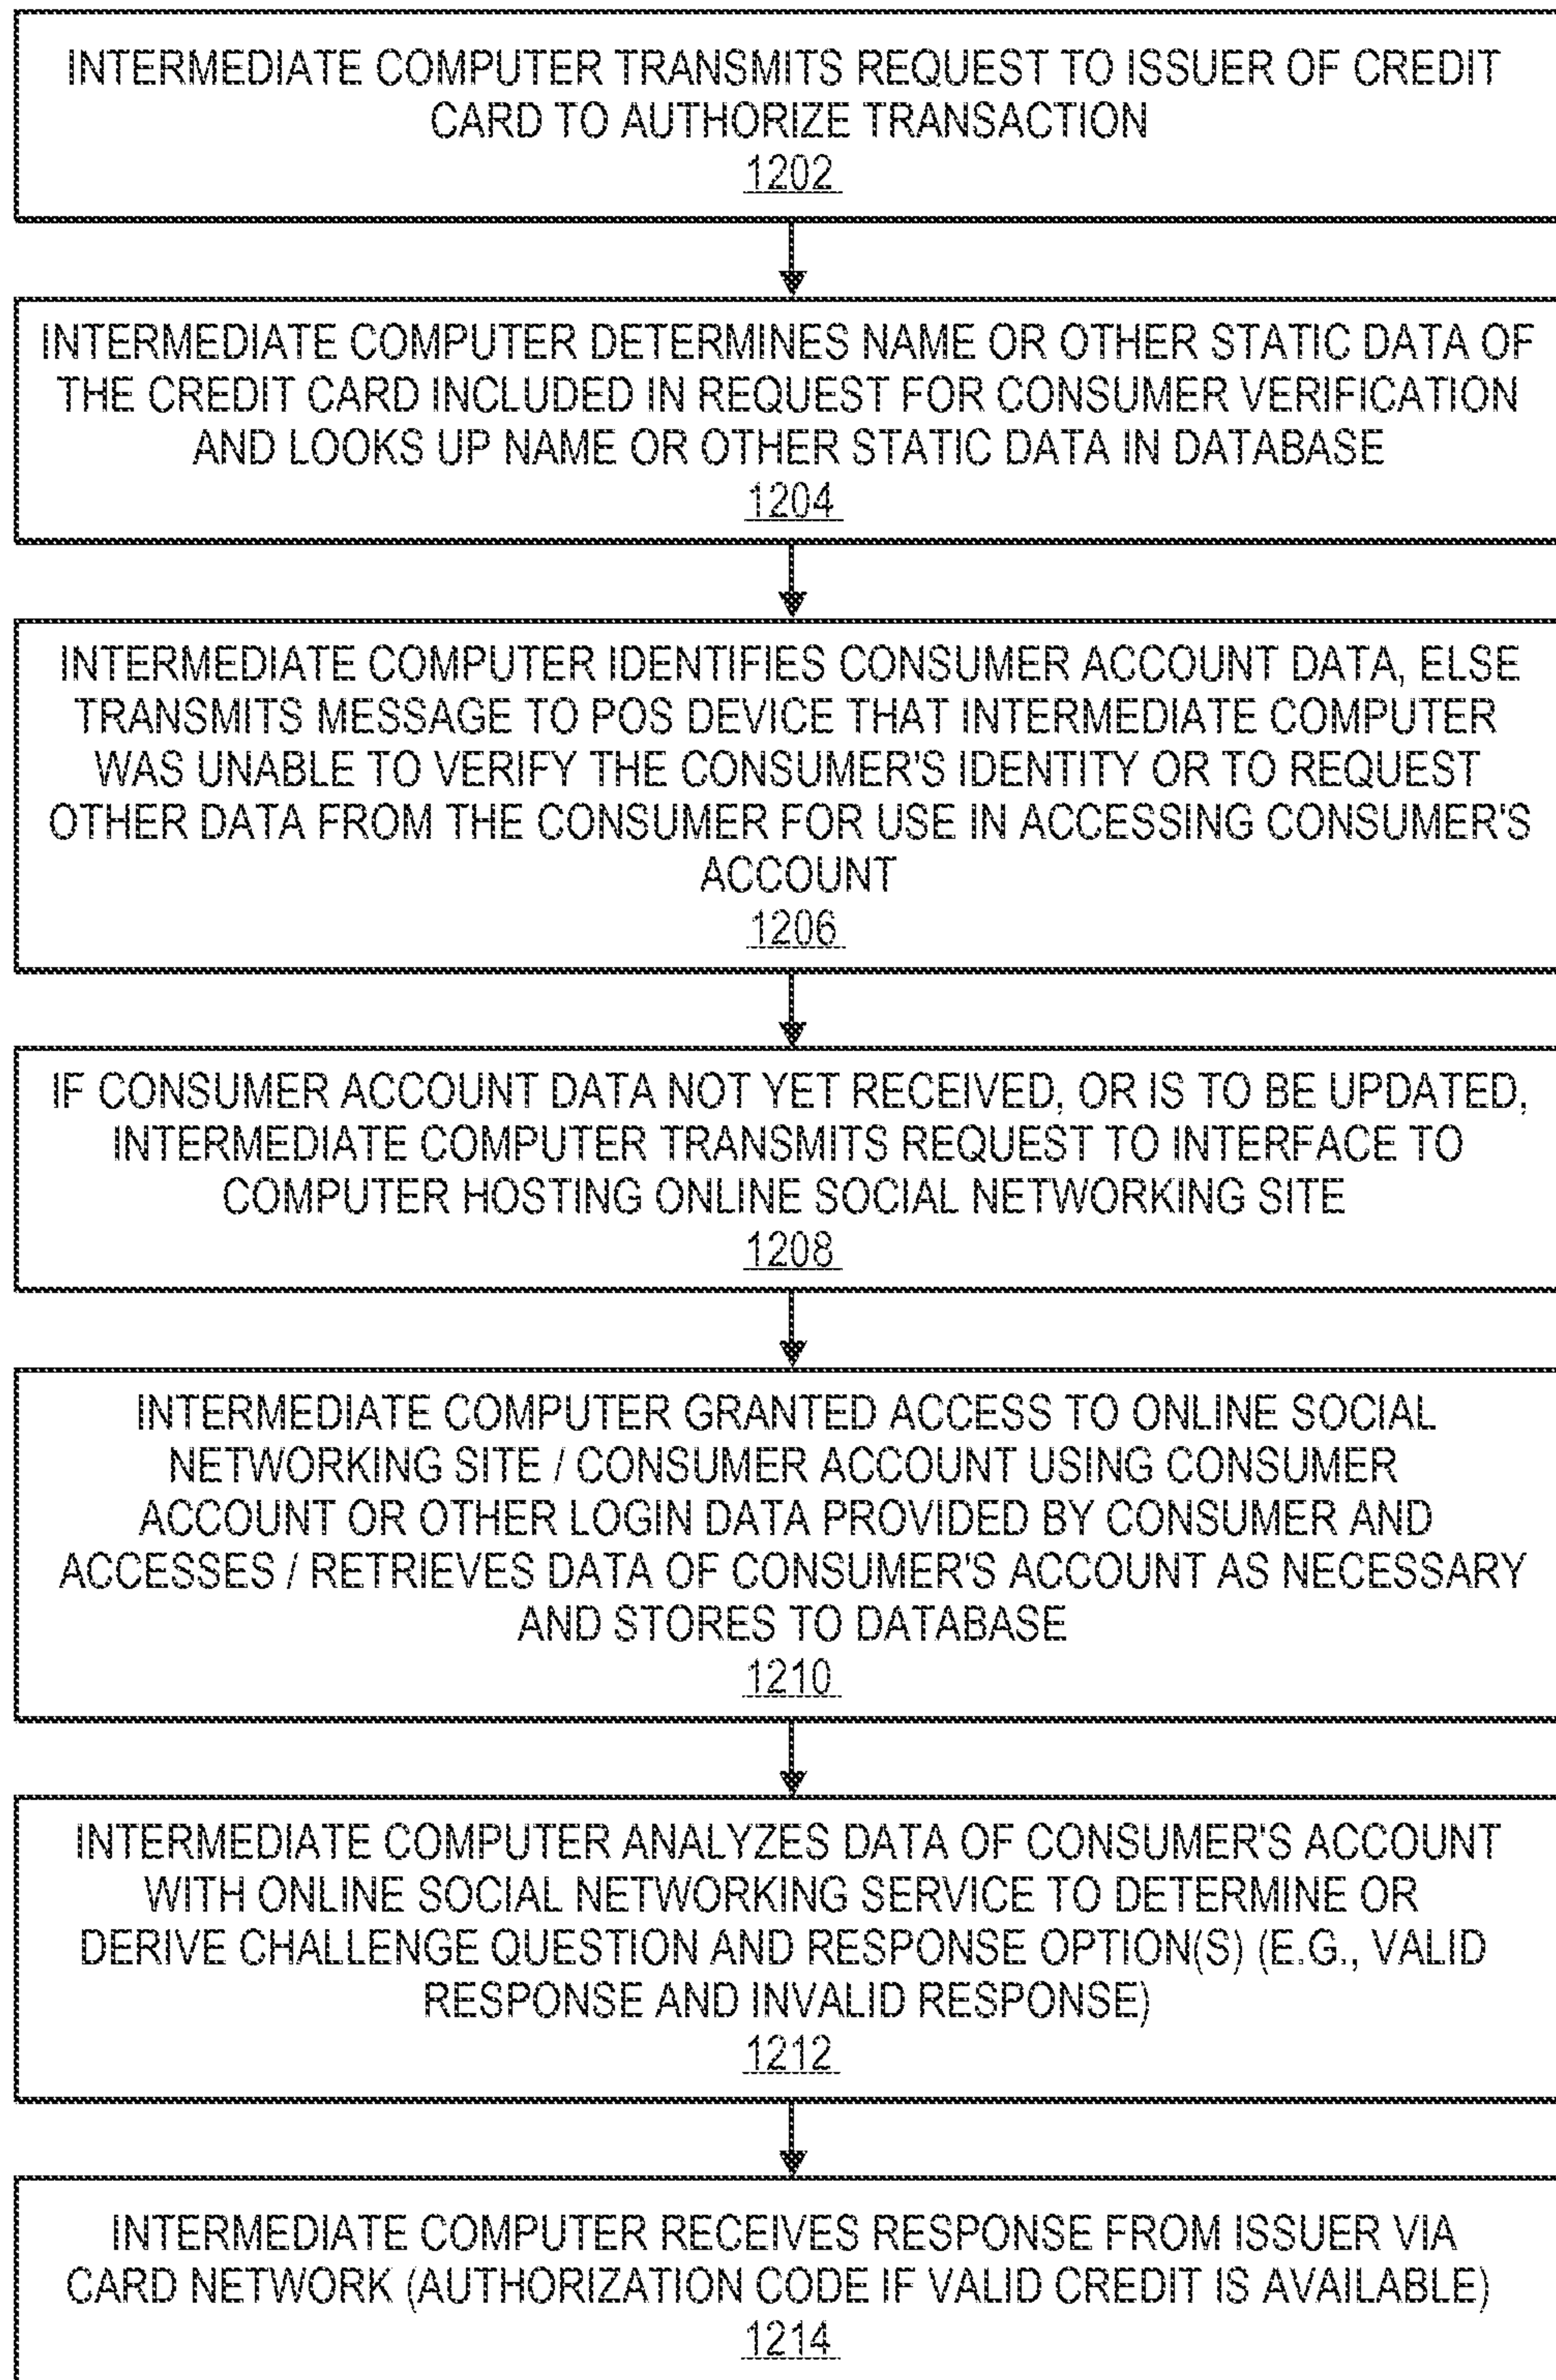 INTERMEDIATE COMPUTER TRANSMITS REQUEST TO ISSUER OF CREDIT
CARD TO AUTHORIZE TRANSACTION
1202
INTERMEDIATE COMPUTER DETERMINES NAME OR OTHER STATIC DATA OF
THE CREDIT CARD INCLUDED IN REQUEST FOR CONSUMER VERIFICATION
AND LOOKS UP NAME OR OTHER STATIC DATA IN DATABASE
1204
INTERMEDIATE COMPUTER IDENTIFIES CONSUMER ACCOUNT DATA, ELSE
TRANSMITS MESSAGE TO POS DEVICE THAT INTERMEDIATE COMPUTER
WAS UNABLE TO VERIFY THE CONSUMER'S IDENTITY OR TO REQUEST
OTHER DATA FROM THE CONSUMER FOR USE IN ACCESSING CONSUMER'S
ACCOUNT
1206
IF CONSUMER ACCOUNT DATA NOT YET RECEIVED, OR IS TO BE UPDATED,
INTERMEDIATE COMPUTER TRANSMITS REQUEST TO INTERFACE TO
COMPUTER HOSTING ONLINE SOCIAL NETWORKING SITE
1208
INTERMEDIATE COMPUTER GRANTED ACCESS TO ONLINE SOCIAL
NETWORKING SITE / CONSUMER ACCOUNT USING CONSUMER
ACCOUNT OR OTHER LOGIN DATA PROVIDED BY CONSUMER AND
ACCESSES / RETRIEVES DATA OF CONSUMER'S ACCOUNT AS NECESSARY
AND STORES TO DATABASE
1210
INTERMEDIATE COMPUTER ANALYZES DATA OF CONSUMER'S ACCOUNT
WITH ONLINE SOCIAL NETWORKING SERVICE TO DETERMINE OR
DERIVE CHALLENGE QUESTION AND RESPONSE OPTION(S) (E.G., VALID
RESPONSE AND INVALID RESPONSE)
1212
INTERMEDIATE COMPUTER RECEIVES RESPONSE FROM ISSUER VIA
CARD NETWORK (AUTHORIZATION CODE IF VALID CREDIT IS AVAILABLE)
1214